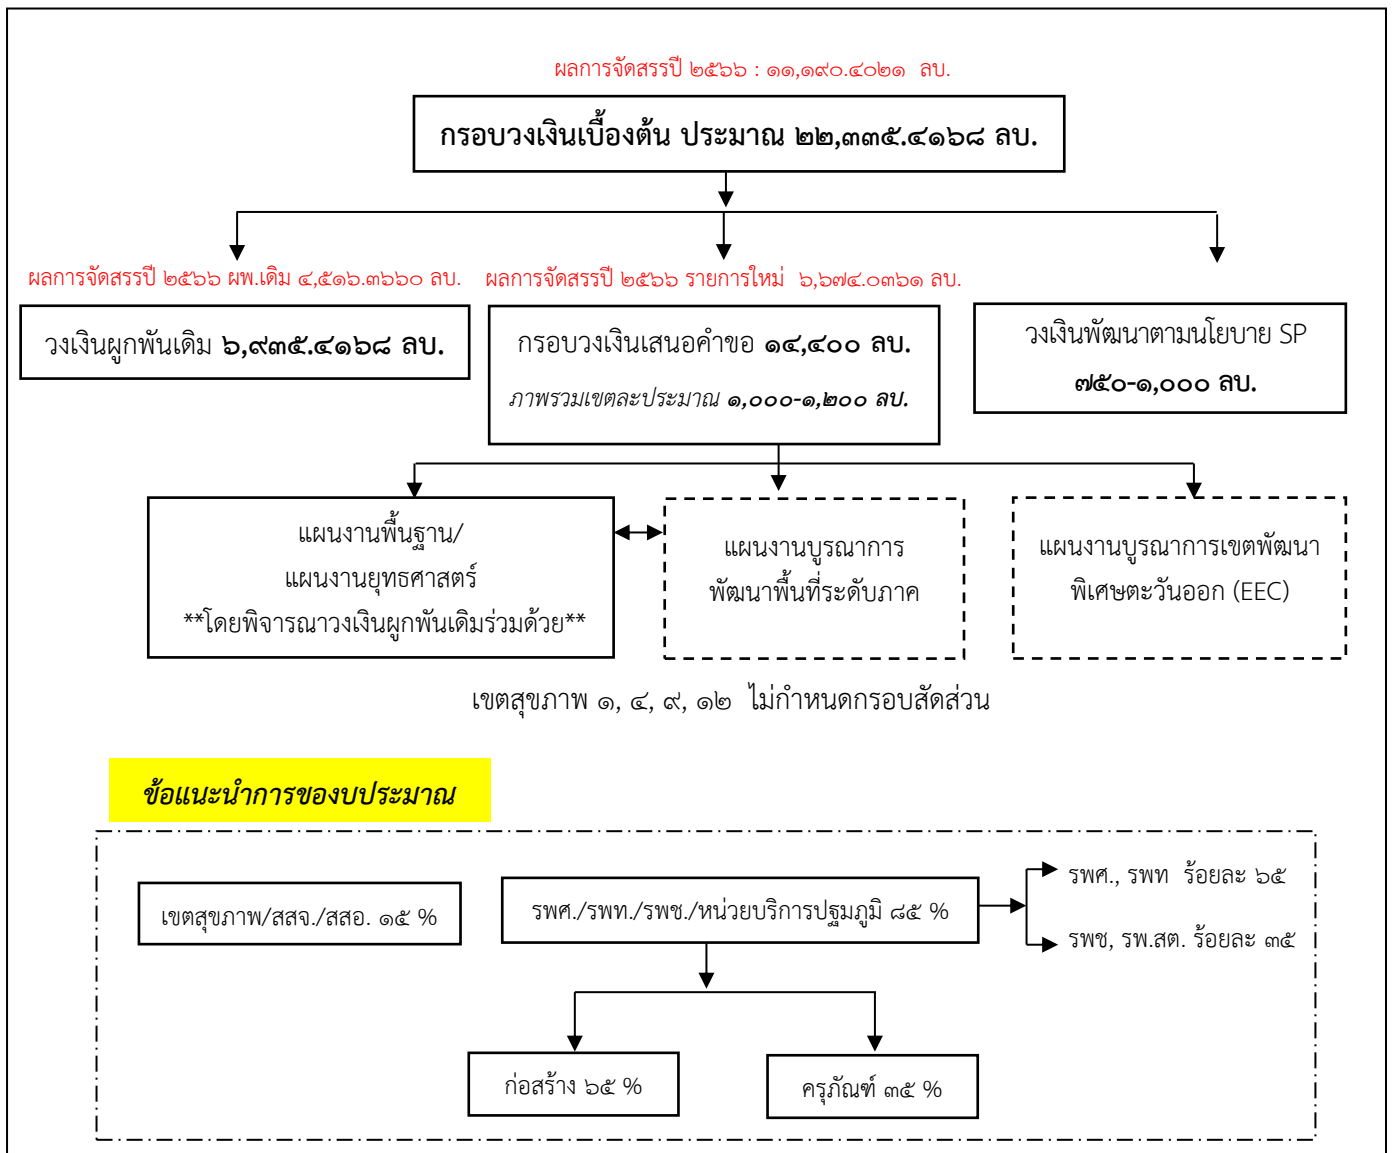 ผลการจัดสรรปี ๒๕๖๖ : ๑๑,๑๙๐.๔๐๒๑ ลบ.
กรอบวงเงินเบื้องต้น ประมาณ ๒๒,๓๓๕.๔๑๖๘ ลบ.
ผลการจัดสรรปี ๒๕๖๖ ผพ.เดิม ๔,๕๑๖.๓๖๖๐ ลบ.
ผลการจัดสรรปี ๒๕๖๖ รายการใหม่ ๖,๖๗๔.๐๓๖๑ ลบ.
วงเงินผูกพันเดิม ๖,๙๓๕.๔๑๖๘ ลบ.
กรอบวงเงินเสนอคำขอ ๑๔,๔๐๐ ลบ.
ภาพรวมเขตละประมาณ ๑,๐๐๐-๑,๒๐๐ ลบ.
วงเงินพัฒนาตามนโยบาย SP
๗๕๐-๑,๐๐๐ ลบ.
แผนงานพื้นฐาน/
แผนงานยุทธศาสตร์
**โดยพิจารณาวงเงินผูกพันเดิมร่วมด้วย**
แผนงานบูรณาการ
พัฒนาพื้นที่ระดับภาค
แผนงานบูรณาการเขตพัฒนา
พิเศษตะวันออก (EEC)
เขตสุขภาพ ๑, ๔, ๙, ๑๒ ไม่กำหนดกรอบสัดส่วน
ข้อแนะนำการของบประมาณ
เขตสุขภาพ/สสจ./สสอ. ๑๕ %
รพศ./รพท./รพช./หน่วยบริการปฐมภูมิ ๘๕ %
รพศ., รพท ร้อยละ ๖๕
รพช, รพ.สต. ร้อยละ ๓๕
ก่อสร้าง ๖๕ %
ครุภัณฑ์ ๓๕ %